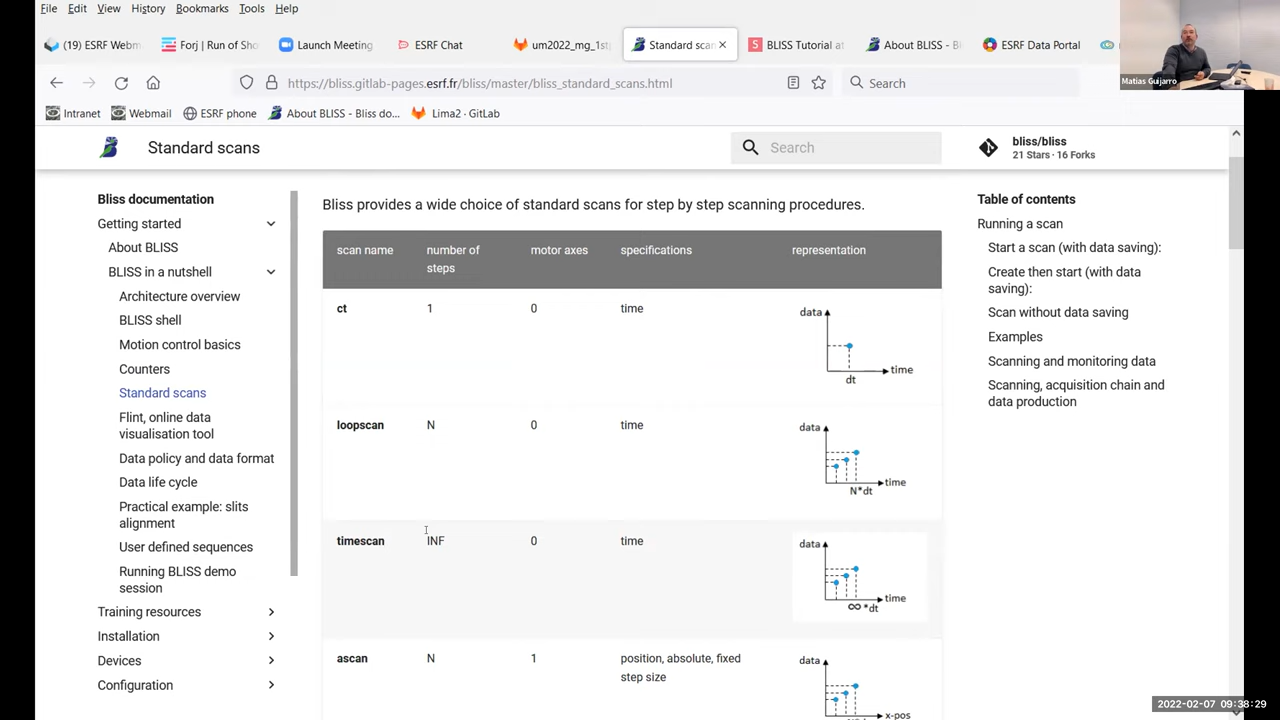 File Edit View History Bookmarks Tools Help
(19) ESRF Webm
Forj | Run of Sho
Launch Meeting
ESRF Chat
um2022_mg_1st
Standard scan
BLISS Tutorial at
About BLISS - Bl
ESRF Data Portal
https://bliss.gitlab-pages.esrf.fr/bliss/master/bliss_standard_scans.html
Search
Matias Guijarro
Intranet Webmail ESRF phone About BLISS - Bliss do... Lima2 · GitLab
Standard scans
Search
bliss/bliss
21 Stars · 16 Forks
Bliss documentation
Getting started
About BLISS
BLISS in a nutshell
Architecture overview
BLISS shell
Motion control basics
Counters
Standard scans
Flint, online data
visualisation tool
Data policy and data format
Data life cycle
Practical example: slits
alignment
User defined sequences
Running BLISS demo
session
Training resources
Installation
Devices
Configuration
Bliss provides a wide choice of standard scans for step by step scanning procedures.
scan name number of steps motor axes specifications representation
ct 1 0 time
data
time
dt
loopscan N 0 time
data
time
N*dt
timescan INF 0 time
data
time
∞ *dt
ascan N 1 position, absolute, fixed
step size
data
x-pos
Table of contents
Running a scan
Start a scan (with data saving):
Create then start (with data
saving):
Scan without data saving
Examples
Scanning and monitoring data
Scanning, acquisition chain and
data production
2022-02-07 09:38:29